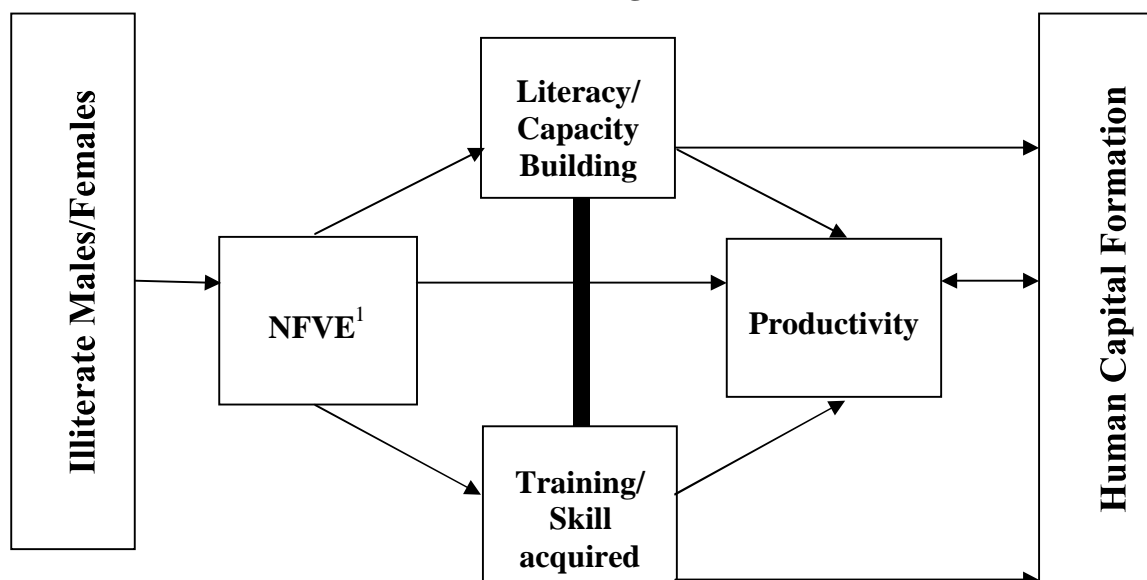 Illiterate Males/Females
Literacy/
Capacity
Building
NFVE1
Productivity
Training/
Skill
acquired
Human Capital Formation